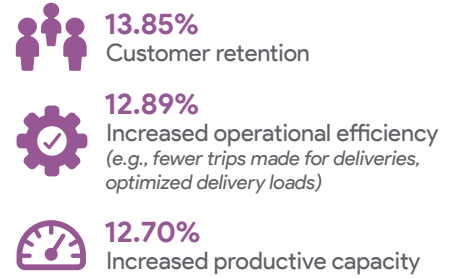 13.85%
Customer retention
12.89%
Increased operational efficiency
(e.g., fewer trips made for deliveries,
optimized delivery loads)
12.70%
Increased productive capacity